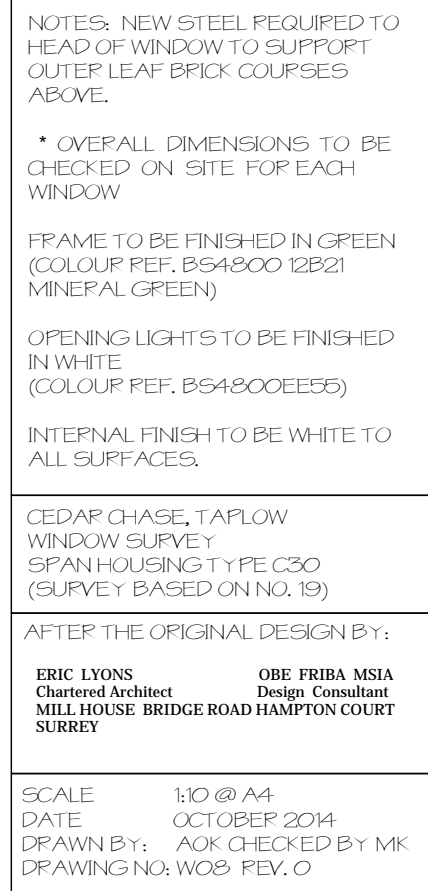 NOTES: NEW STEEL REQUIRED TO
HEAD OF WINDOW TO SUPPORT
OUTER LEAF BRICK COURSES
ABOVE.
* OVERALL DIMENSIONS TO BE
CHECKED ON SITE FOR EACH
WINDOW
FRAME TO BE FINISHED IN GREEN
(COLOUR REF. BS4800 12B21
MINERAL GREEN)
OPENING LIGHTS TO BE FINISHED
IN WHITE
(COLOUR REF. BS4800EE55)
INTERNAL FINISH TO BE WHITE TO
ALL SURFACES.
CEDAR CHASE, TAPLOW
WINDOW SURVEY
SPAN HOUSING TYPE C30
(SURVEY BASED ON NO. 19)
AFTER THE ORIGINAL DESIGN BY:
ERIC LYONS OBE FRIBA MSIA
Chartered Architect Design Consultant
MILL HOUSE BRIDGE ROAD HAMPTON COURT
SURREY
SCALE 1:10 @ A4
DATE OCTOBER 2014
DRAWN BY: AOK CHECKED BY MK
DRAWING NO: W08 REV. 0